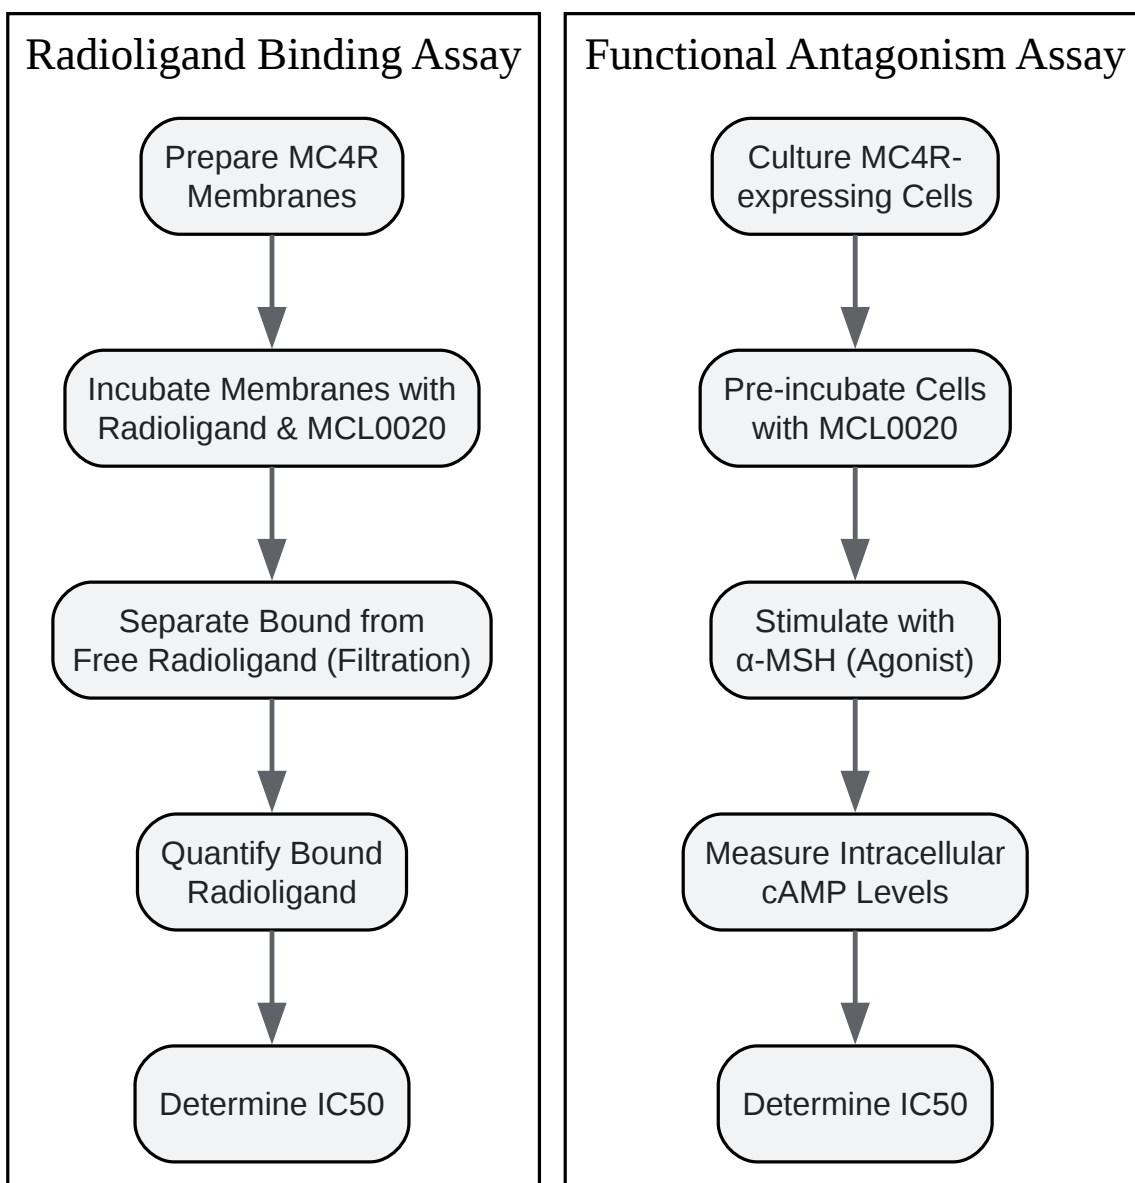 Radioligand Binding Assay
Prepare MC4R
Membranes
Incubate Membranes with
Radioligand & MCL0020
Separate Bound from
Free Radioligand (Filtration)
Quantify Bound
Radioligand
Determine IC50
Functional Antagonism Assay
Culture MC4R-
expressing Cells
Pre-incubate Cells
with MCL0020
Stimulate with
α-MSH (Agonist)
Measure Intracellular
cAMP Levels
Determine IC50